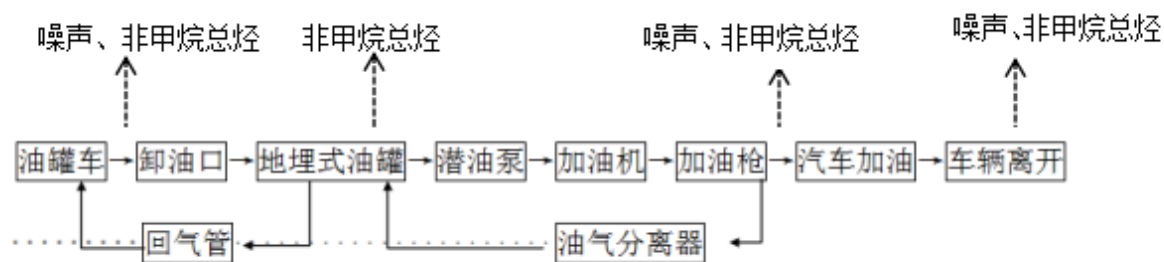 噪声、非甲烷总烃 非甲烷总烃 噪声、非甲烷总烃 噪声、非甲烷总烃
油罐车 卸油口 地埋式油罐 潜油泵 加油机 加油枪 汽车加油 车辆离开
回气管 油气分离器